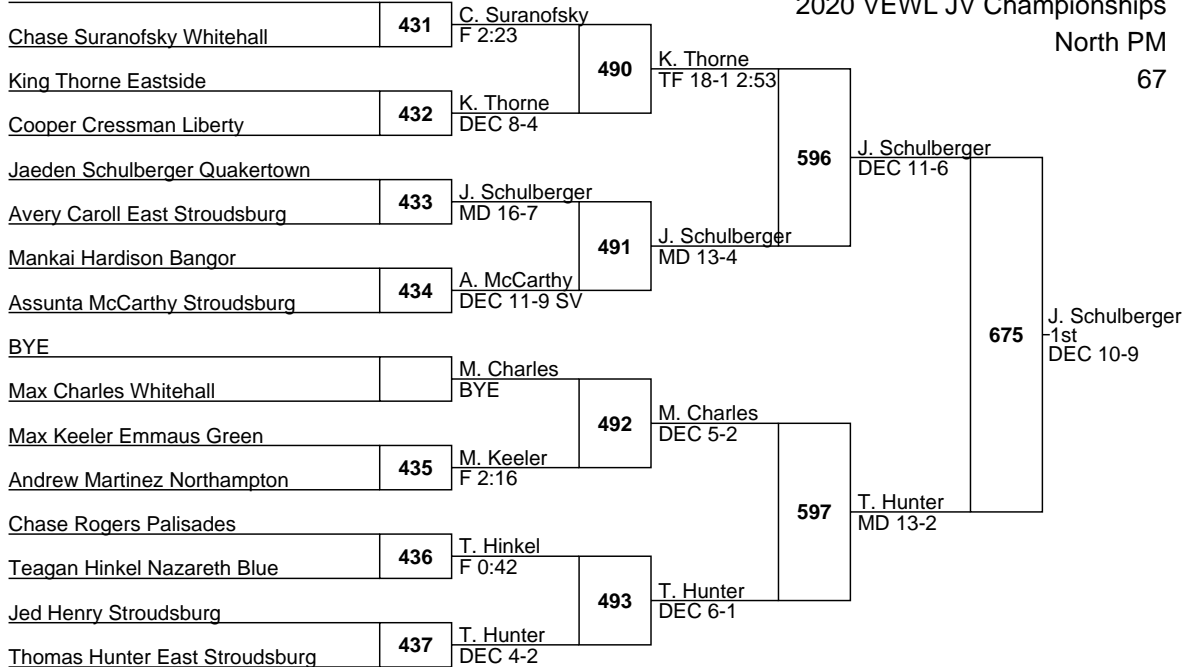 2020 VEWL JV Championships
North PM
67
Chase Suranofsky Whitehall
King Thorne Eastside
Cooper Cressman Liberty
Jaeden Schulberger Quakertown
Avery Caroll East Stroudsburg
Mankai Hardison Bangor
Assunta McCarthy Stroudsburg
BYE
Max Charles Whitehall
Max Keeler Emmaus Green
Andrew Martinez Northampton
Chase Rogers Palisades
Teagan Hinkel Nazareth Blue
Jed Henry Stroudsburg
Thomas Hunter East Stroudsburg
431
432
433
434
435
436
437
C. Suranofsky
F 2:23
K. Thorne
DEC 8-4
J. Schulberger
MD 16-7
A. McCarthy
DEC 11-9 SV
M. Charles
BYE
M. Keeler
F 2:16
T. Hinkel
F 0:42
T. Hunter
DEC 4-2
490
491
492
493
K. Thorne
TF 18-1 2:53
J. Schulberger
MD 13-4
M. Charles
DEC 5-2
T. Hunter
DEC 6-1
596
597
J. Schulberger
DEC 11-6
T. Hunter
MD 13-2
675
J. Schulberger
1st
DEC 10-9